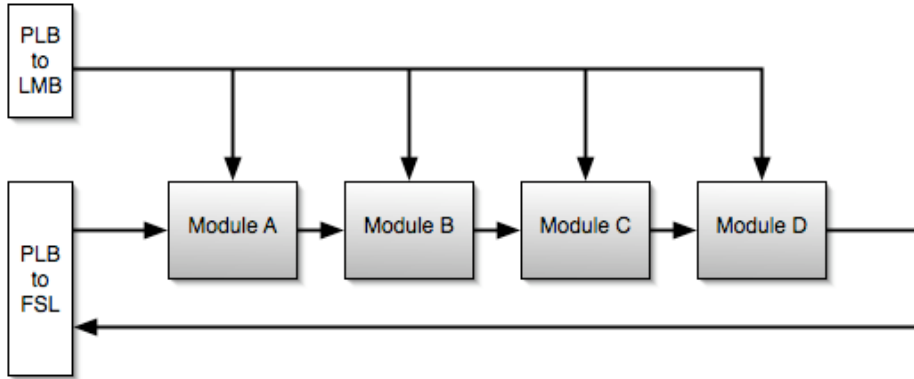 PLB
to
LMB
Module A
Module B
Module C
Module D
PLB
to
FSL